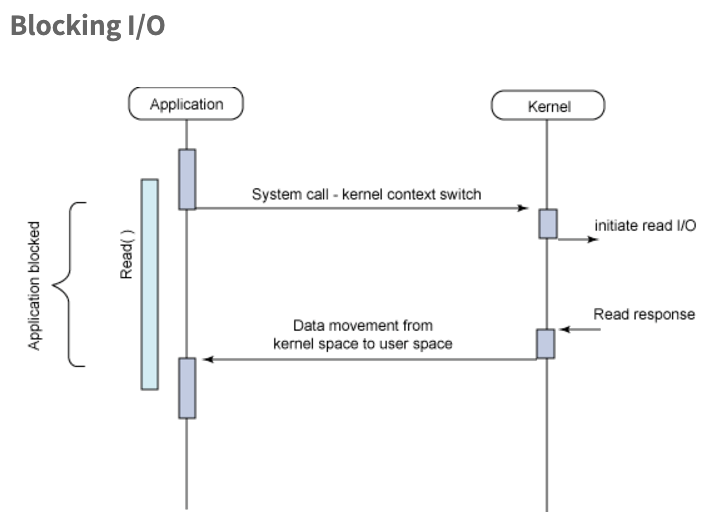 Blocking I/O
Application
Kernel
System call - kernel context switch
initiate read I/O
Application blocked
Read( )
Read response
Data movement from
kernel space to user space